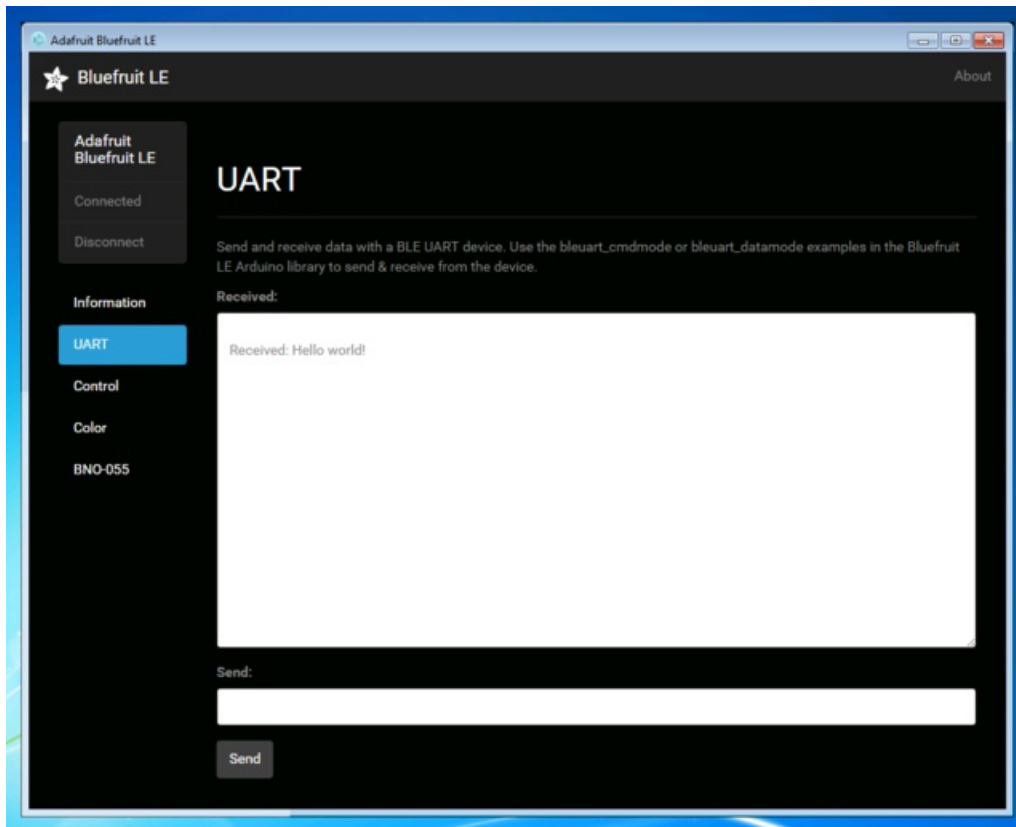 Adafruit Bluefruit LE
Bluefruit LE
About
Adafruit
Bluefruit LE
Connected
Disconnect
Information
UART
Control
Color
BNO-055
UART
Send and receive data with a BLE UART device. Use the bleuart_cmdmode or bleuart_datamode examples in the Bluefruit
LE Arduino library to send & receive from the device.
Received:
Received: Hello world!
Send:
Send